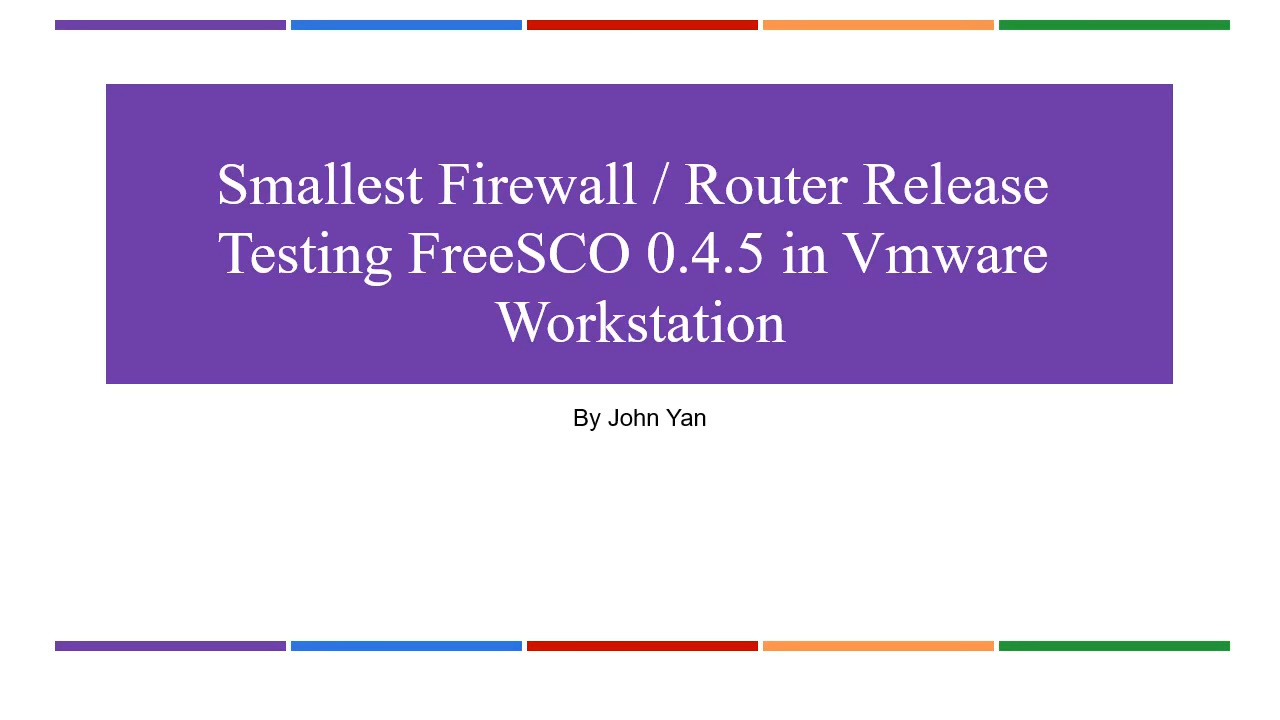 Smallest Firewall / Router Release
Testing FreeSCO 0.4.5 in Vmware
Workstation
By John Yan